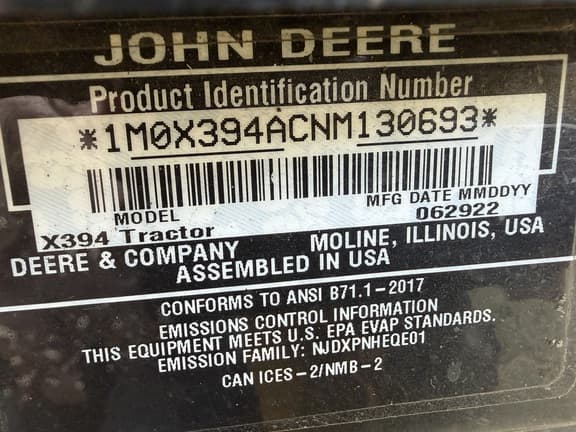 JOHN DEERE
Product Identification Number
*1M0X394ACNM130693*
MODEL MFG DATE MMDDYY
X394 Tractor 062922
DEERE & COMPANY MOLINE, ILLINOIS, USA
ASSEMBLED IN USA
CONFORMS TO ANSI B71.1-2017
EMISSIONS CONTROL INFORMATION
THIS EQUIPMENT MEETS U.S. EPA EVAP STANDARDS.
EMISSION FAMILY: NJDXPNHEQE01
CAN ICES-2/NMB-2